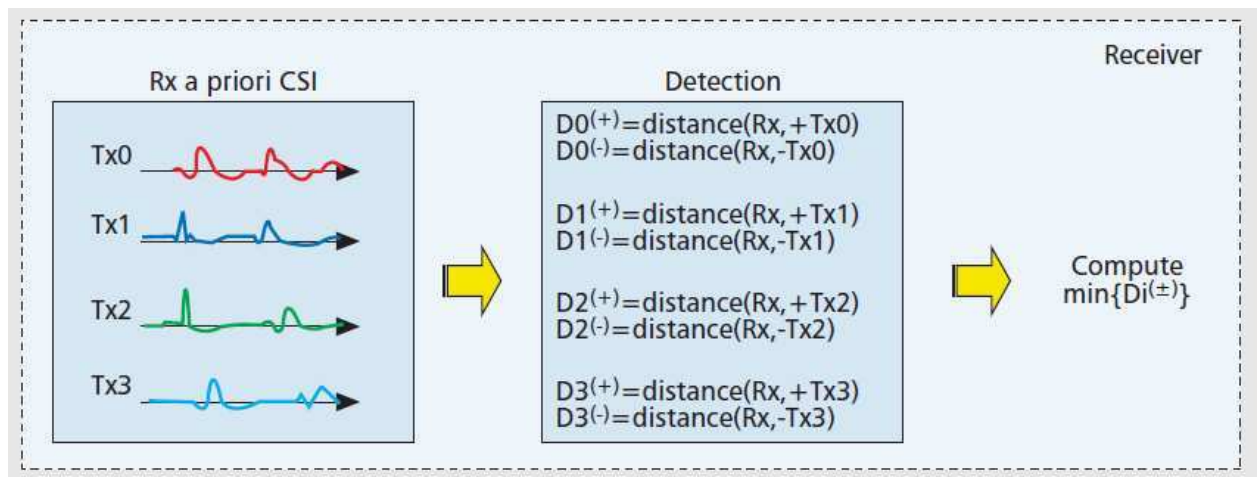 Receiver
Rx a priori CSI
Tx0
Tx1
Tx2
Tx3
Detection
D0(+)=distance(Rx,+Tx0)
D0(-)=distance(Rx,-Tx0)
D1(+)=distance(Rx,+Tx1)
D1(-)=distance(Rx,-Tx1)
D2(+)=distance(Rx,+Tx2)
D2(-)=distance(Rx,-Tx2)
D3(+)=distance(Rx,+Tx3)
D3(-)=distance(Rx,-Tx3)
Compute
min{Di(±)}